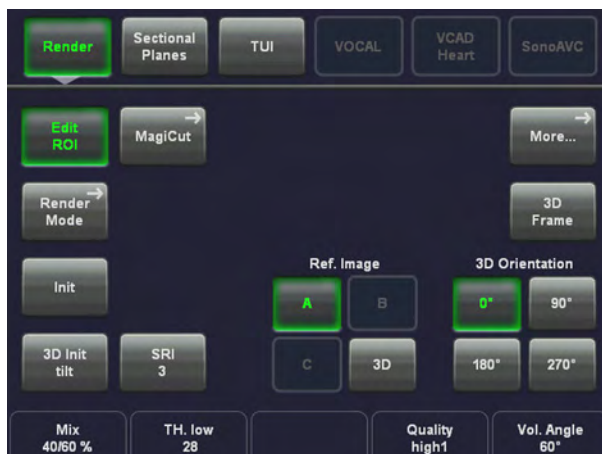 Render
Sectional
Planes
TUI
VOCAL
VCAD
Heart
SonoAVC
Edit
ROI
MagiCut
More...
Render
Mode
3D
Frame
Ref. Image
3D Orientation
Init
A
B
0°
90°
3D Init
tilt
SRI
3
C
3D
180°
270°
Mix
40/60 %
TH. low
28
Quality
high1
Vol. Angle
60°